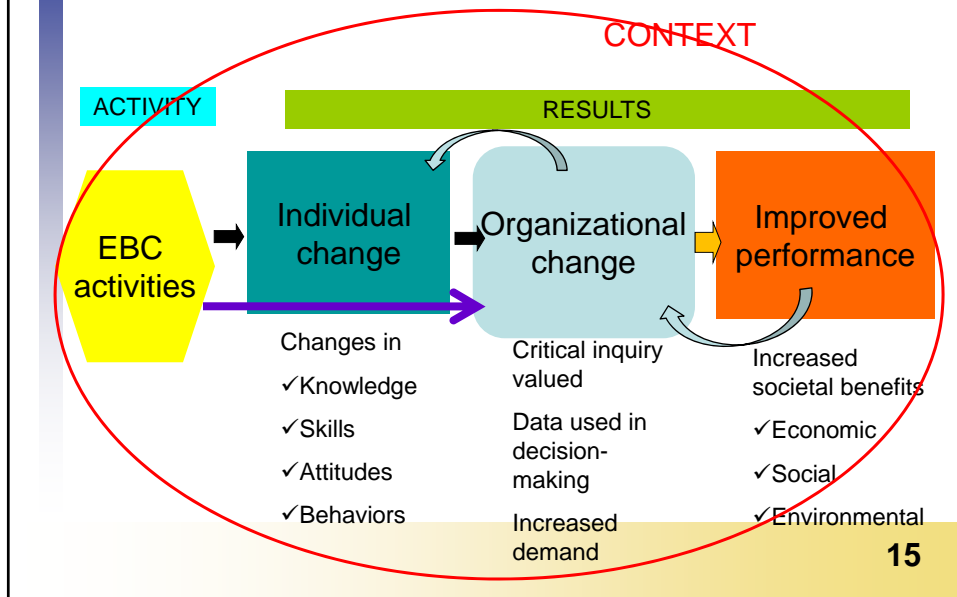 CONTEXT
ACTIVITY
RESULTS
EBC
activities
Individual
change
Organizational
change
Improved
performance
Changes in
✓Knowledge
✓Skills
✓Attitudes
✓Behaviors
Critical inquiry
valued
Data used in
decision-
making
Increased
demand
Increased
societal benefits
✓Economic
✓Social
✓Environmental
15